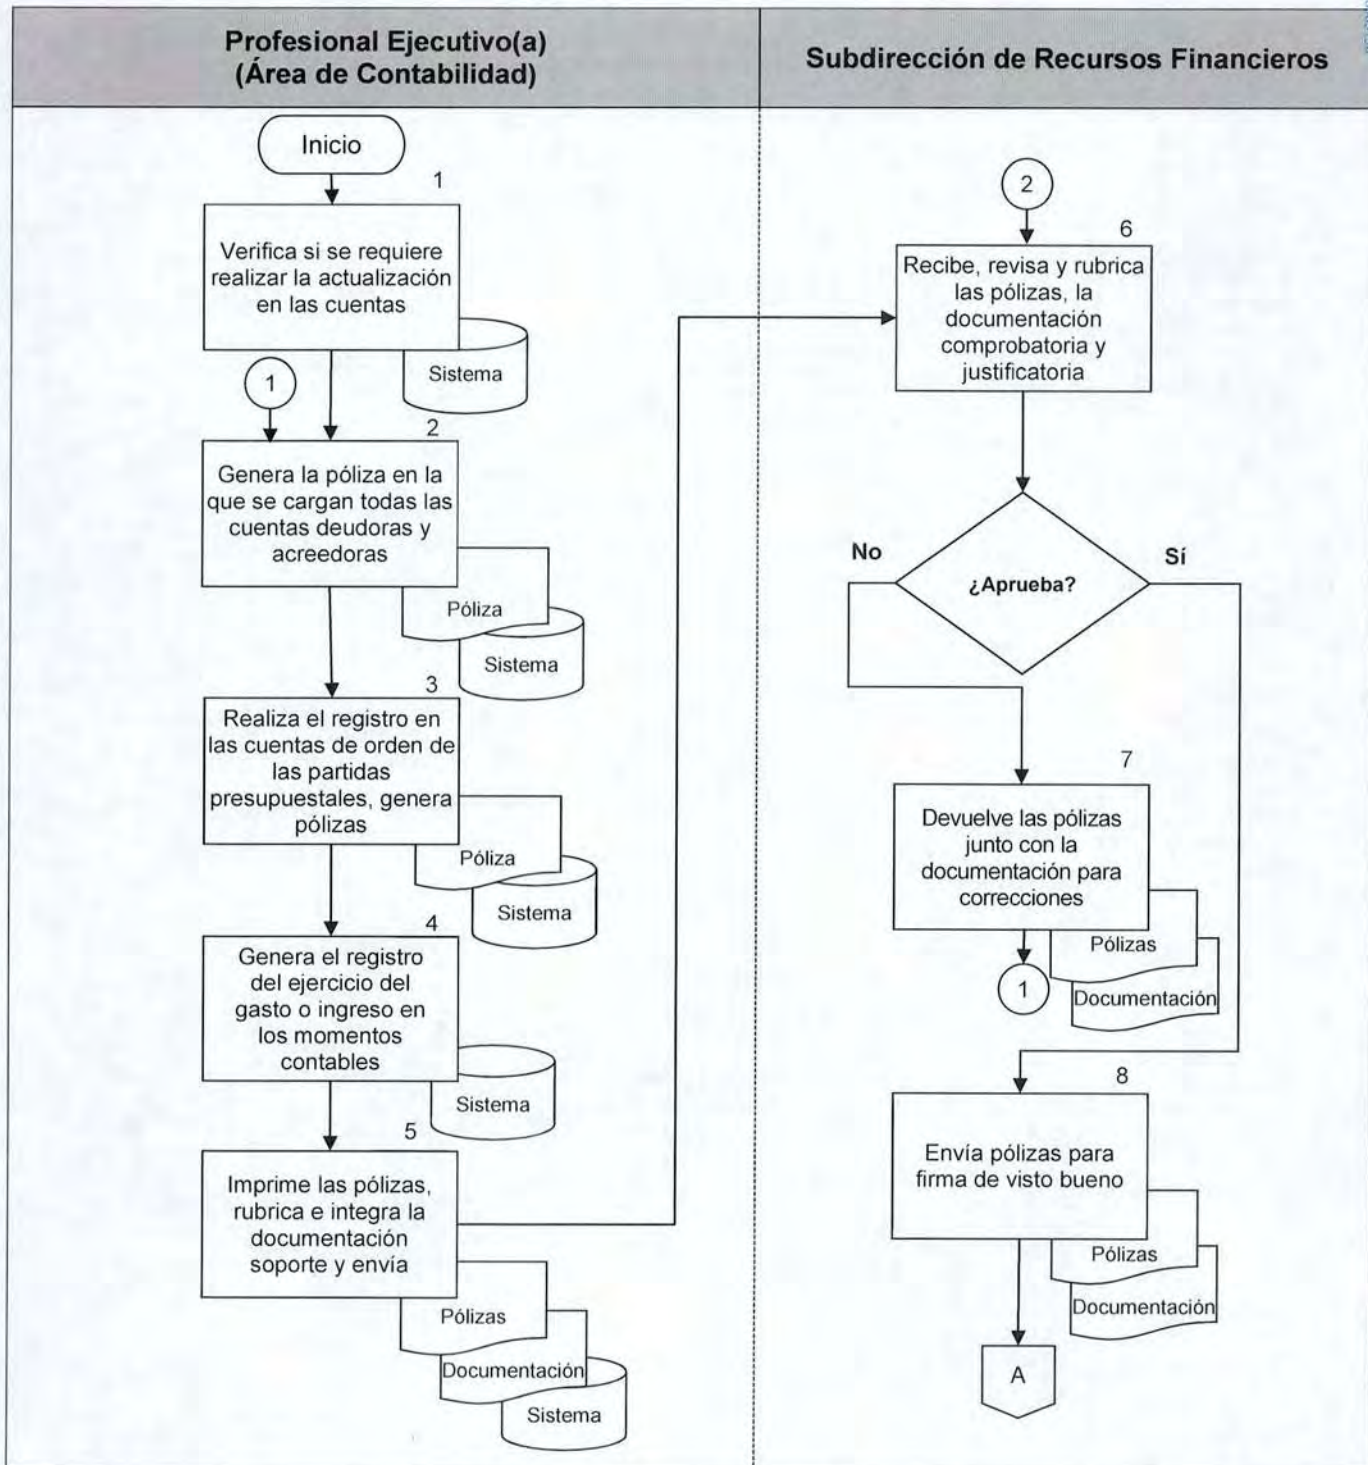 Profesional Ejecutivo(a)
(Área de Contabilidad)
Subdirección de Recursos Financieros
Inicio
1
Verifica si se requiere
realizar la actualización
en las cuentas
Sistema
1
2
Genera la póliza en la
que se cargan todas las
cuentas deudoras y
acreedoras
Póliza
Sistema
3
Realiza el registro en
las cuentas de orden de
las partidas
presupuestales, genera
pólizas
Póliza
Sistema
4
Genera el registro
del ejercicio del
gasto o ingreso en
los momentos
contables
Sistema
5
Imprime las pólizas,
rubrica e integra la
documentación
soporte y envía
Pólizas
Documentación
Sistema
2
6
Recibe, revisa y rubrica
las pólizas, la
documentación
comprobatoria y
justificatoria
No
Sí
¿Aprueba?
7
Devuelve las pólizas
junto con la
documentación para
correcciones
Pólizas
Documentación
1
8
Envía pólizas para
firma de visto bueno
Pólizas
Documentación
A